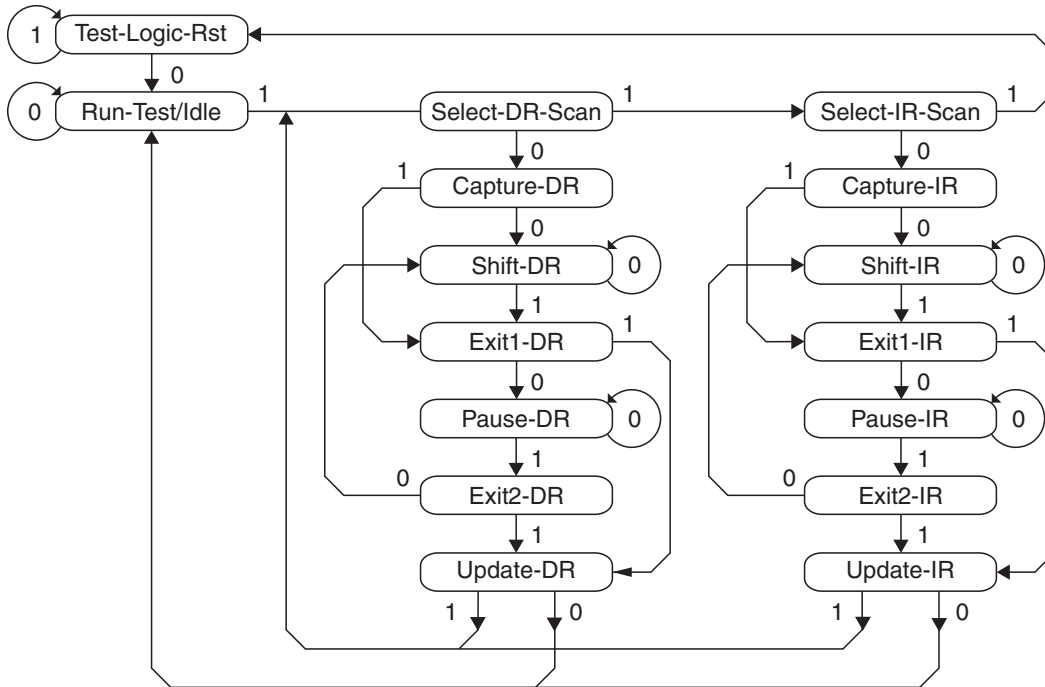 1
Test-Logic-Rst
0
0
Run-Test/Idle
1
Select-DR-Scan
1
Select-IR-Scan
1
0
0
1
Capture-DR
1
Capture-IR
0
0
Shift-DR
0
Shift-IR
0
1
1
Exit1-DR
1
Exit1-IR
1
0
0
Pause-DR
0
Pause-IR
0
1
1
0
Exit2-DR
0
Exit2-IR
1
1
Update-DR
Update-IR
1
0
1
0